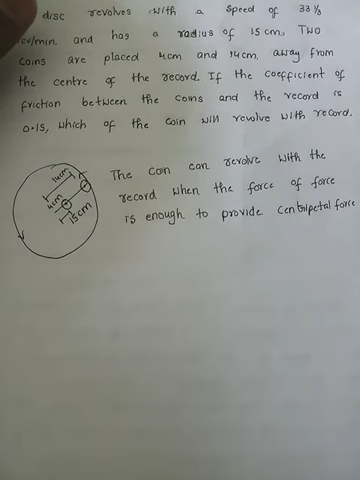 disc revolves with a speed of 33 1/3
rev/min. and has a radius of 15 cm. Two
coins are placed 4cm and 14cm, away from
the centre of the record. If the coefficient of
friction between the coins and the record is
0.15, which of the coin will revolve with record.
14cm
4cm
15cm
The coin can revolve with the
record when the force of force
is enough to provide centripetal force